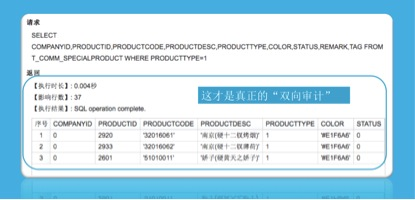 请求
SELECT
COMPANYID,PRODUCTID,PRODUCTCODE,PRODUCTDESC,PRODUCTTYPE,COLOR,STATUS,REMARK,TAG FROM
T_COMM_SPECIALPRODUCT WHERE PRODUCTTYPE=1
返回
【执行时长】: 0.004秒
【影响行数】: 37
【执行结果】: SQL operation complete.
这才是真正的“双向审计”
序号 COMPANYID PRODUCTID PRODUCTCODE PRODUCTDESC PRODUCTTYPE COLOR STATUS
1 0 2920 '32016061' '南京(硬十二钗烤烟)' 1 '#E1F6A6' '#0'
2 0 2933 '32016062' '南京(硬十二钗薄荷)' 1 '#E1F6A6' '#0'
3 0 2601 '51010011' '骄子(硬黄天之骄子)' 1 '#E1F6A6' '#0'